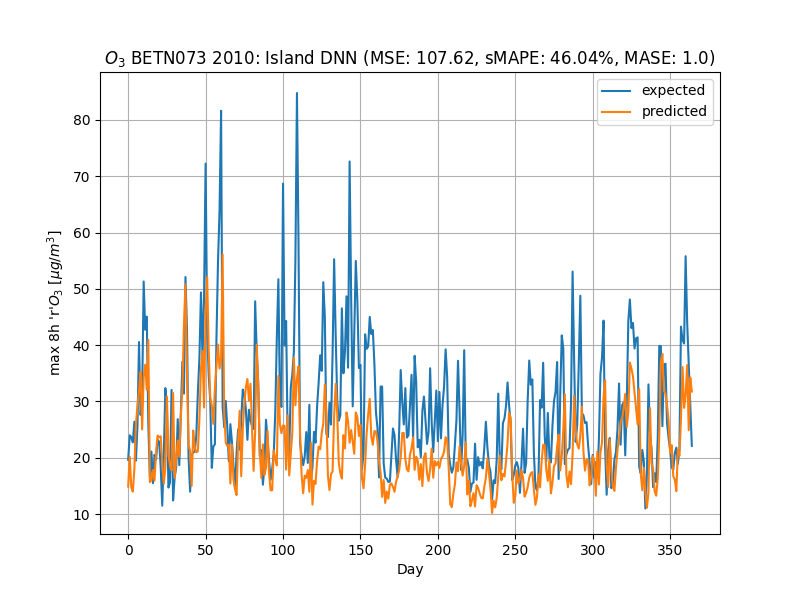 O3 BETN073 2010: Island DNN (MSE: 107.62, sMAPE: 46.04%, MASE: 1.0)
expected
predicted
max 8h 'r'O3 [μg/m3]
80
70
60
50
40
30
20
10
0 50 100 150 200 250 300 350
Day